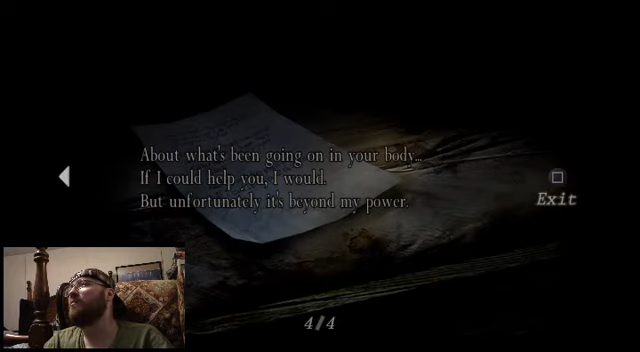 About what's been going on in your body...
If I could help you, I would.
But unfortunately it's beyond my power.
Exit
4/4